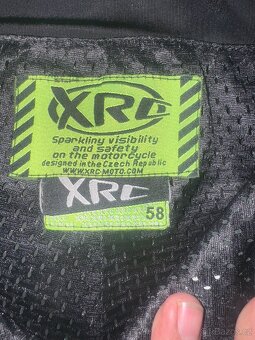 XRC
Sparkling visibility
and safety
on the motorcycle
designed in the Czech Republic
WWW.XRC-MOTO.COM
XRC
58